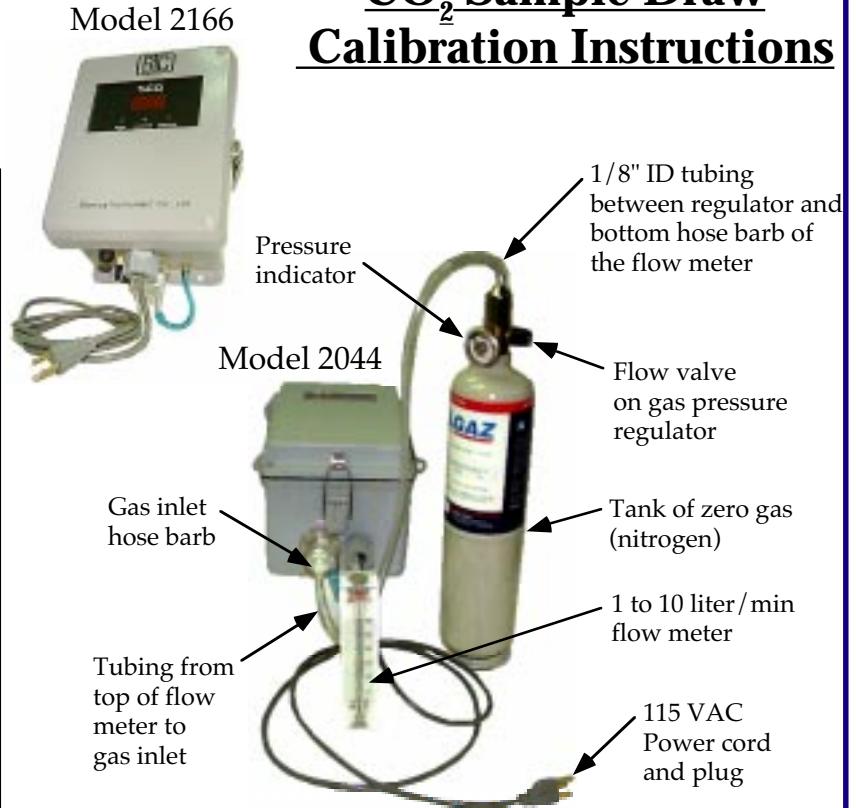 CO2 Sample Draw
Calibration Instructions
Model 2166
1/8" ID tubing
between regulator and
bottom hose barb of
the flow meter
Pressure
indicator
Model 2044
Flow valve
on gas pressure
regulator
Gas inlet
hose barb
Tank of zero gas
(nitrogen)
1 to 10 liter/min
flow meter
Tubing from
top of flow
meter to
gas inlet
115 VAC
Power cord
and plug